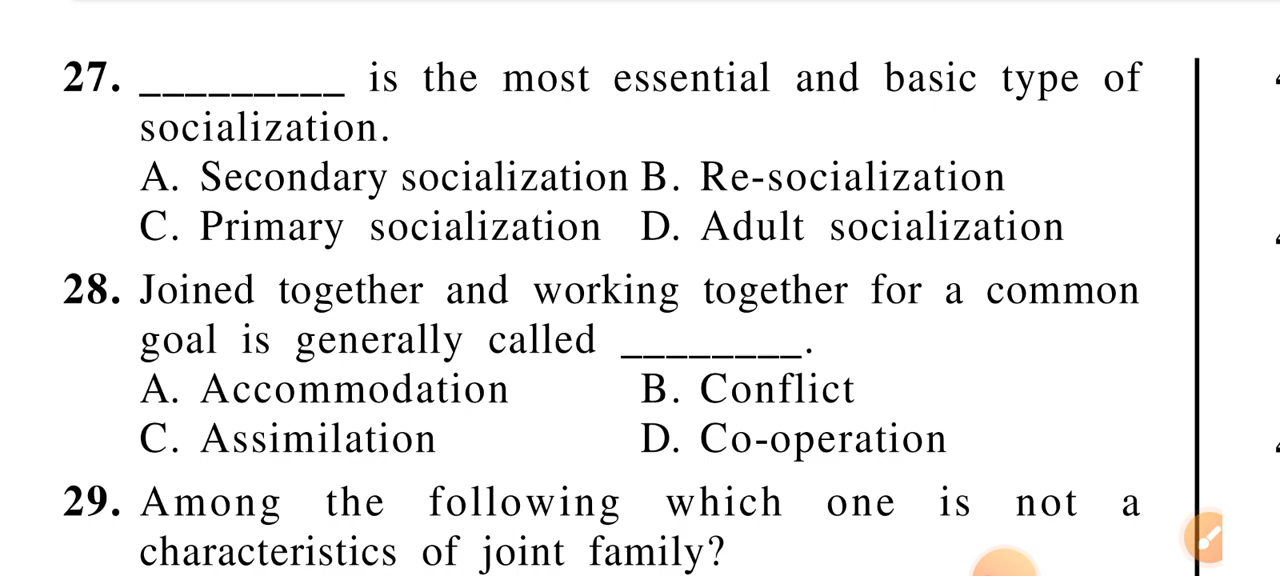 27. _________ is the most essential and basic type of
socialization.
A. Secondary socialization B. Re-socialization
C. Primary socialization D. Adult socialization
28. Joined together and working together for a common
goal is generally called ________.
A. Accommodation B. Conflict
C. Assimilation D. Co-operation
29. Among the following which one is not a
characteristics of joint family?